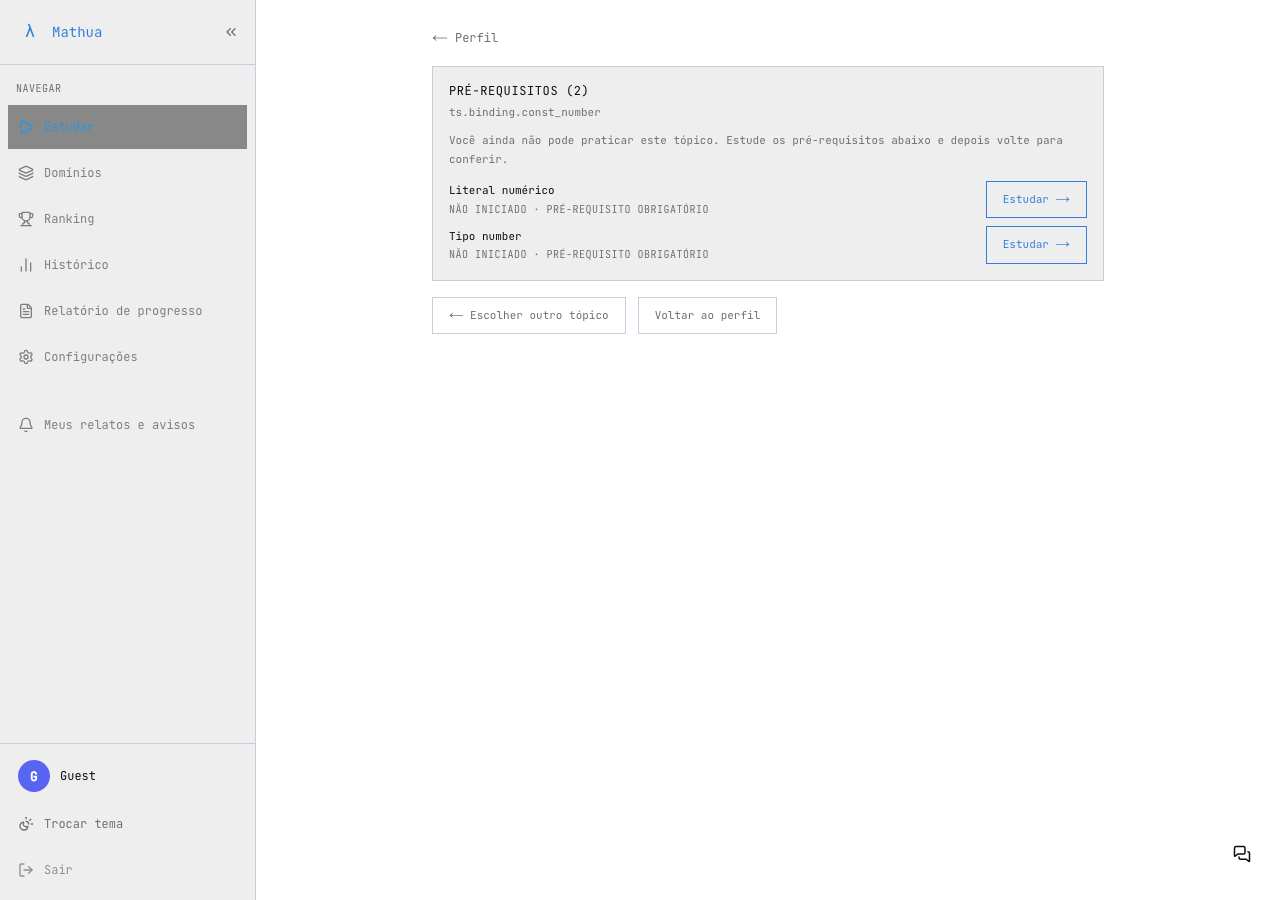 λ Mathua
NAVEGAR
Estudar
Domínios
Ranking
Histórico
Relatório de progresso
Configurações
Meus relatos e avisos
G Guest
Trocar tema
Sair
← Perfil
PRÉ-REQUISITOS (2)
ts.binding.const_number
Você ainda não pode praticar este tópico. Estude os pré-requisitos abaixo e depois volte para
conferir.
Literal numérico
NÃO INICIADO · PRÉ-REQUISITO OBRIGATÓRIO
Estudar →
Tipo number
NÃO INICIADO · PRÉ-REQUISITO OBRIGATÓRIO
Estudar →
← Escolher outro tópico
Voltar ao perfil